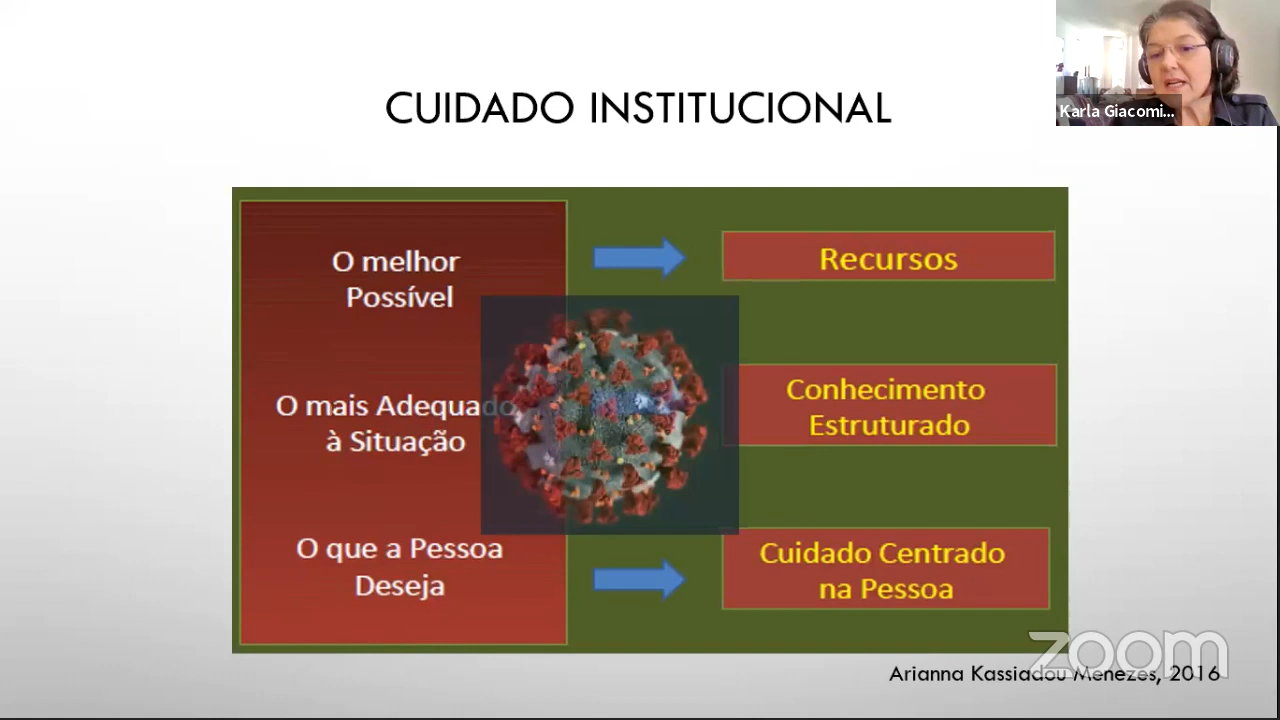 CUIDADO INSTITUCIONAL
Karla Giacomi...
O melhor
Possível
Recursos
O mais Adequado
à Situação
Conhecimento
Estruturado
O que a Pessoa
Deseja
Cuidado Centrado
na Pessoa
zoom
Arianna Kassiadou Menezes, 2016